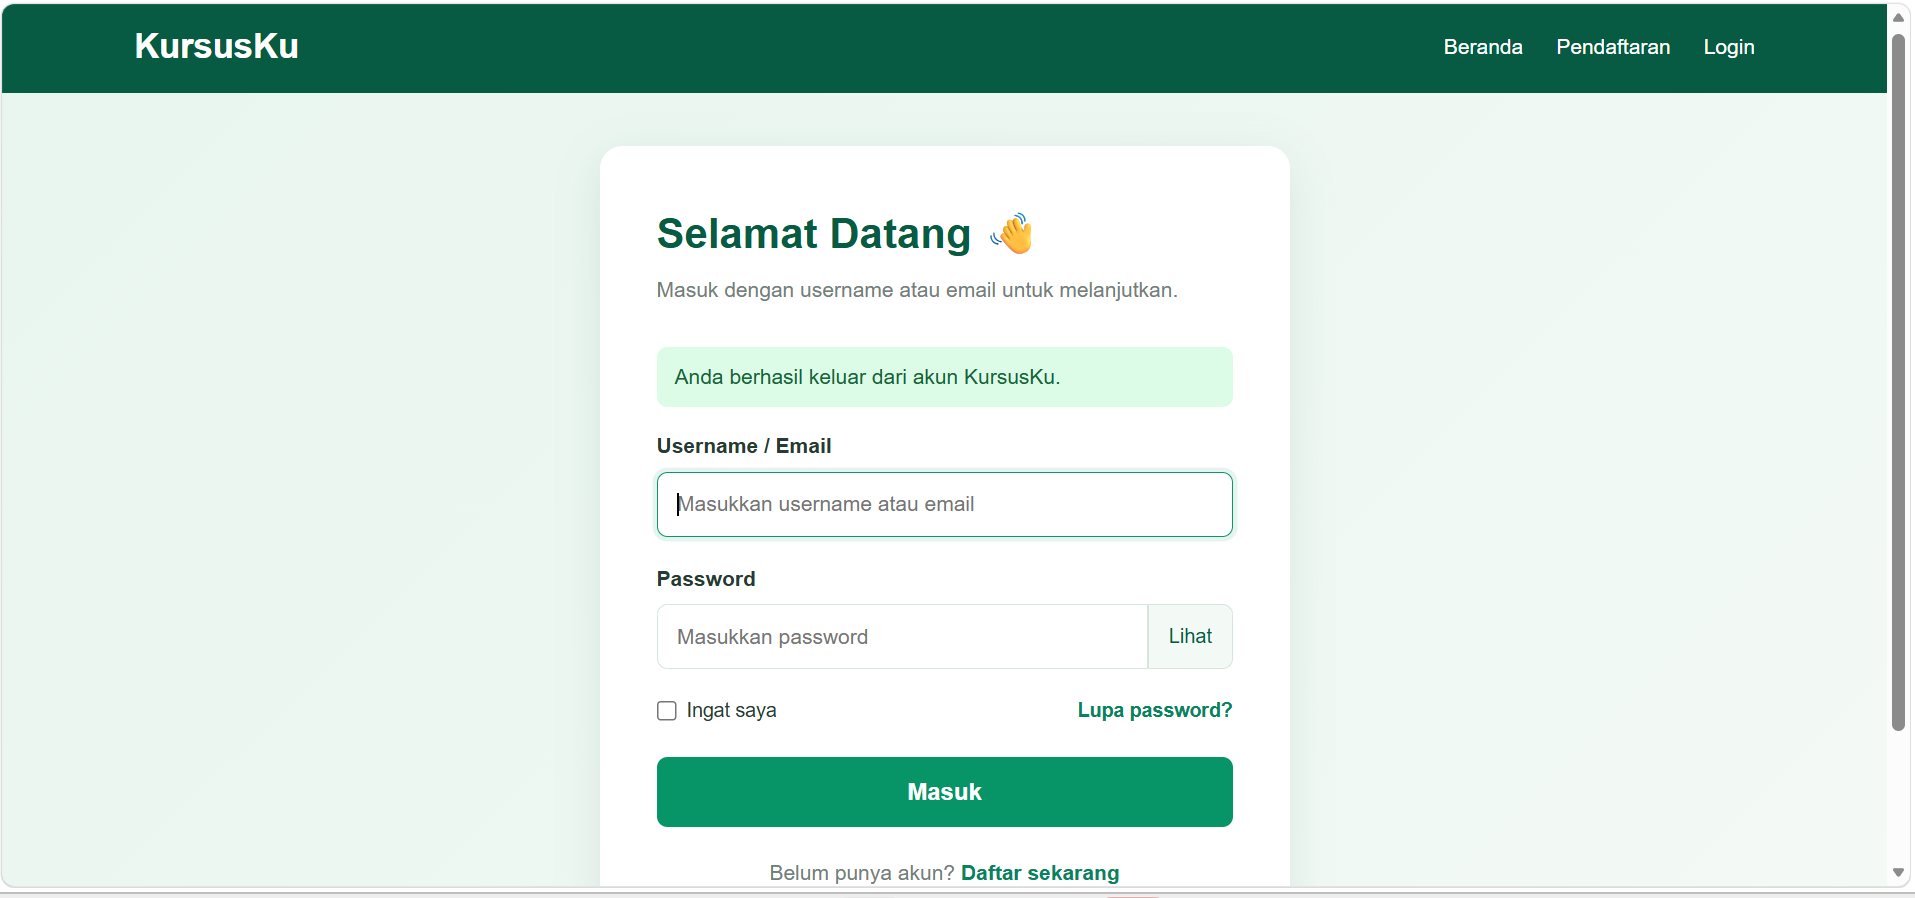 KursusKu
Beranda Pendaftaran Login
Selamat Datang 👋
Masuk dengan username atau email untuk melanjutkan.
Anda berhasil keluar dari akun KursusKu.
Username / Email
Masukkan username atau email
Password
Masukkan password Lihat
Ingat saya Lupa password?
Masuk
Belum punya akun? Daftar sekarang